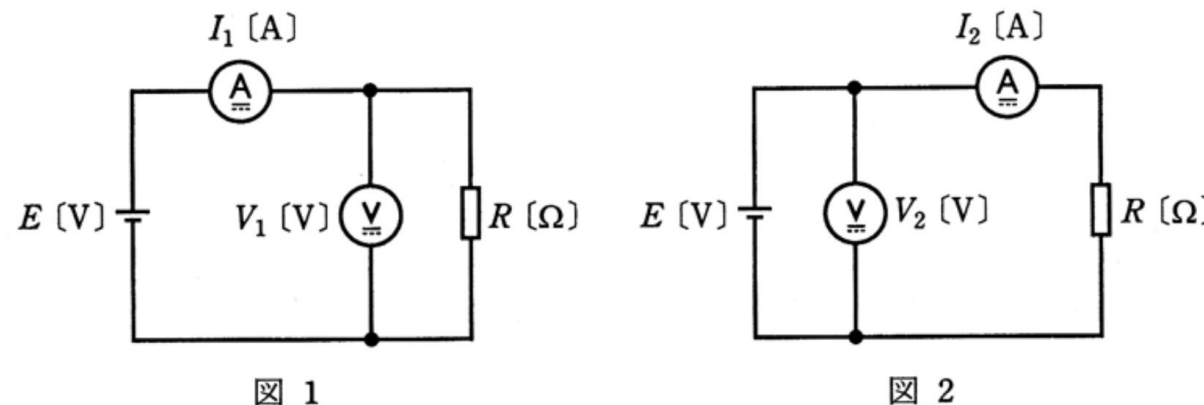 I₁〔A〕
A
E〔V〕
V₁〔V〕
V
R〔Ω〕
図 1
I₂〔A〕
A
E〔V〕
V
V₂〔V〕
R〔Ω〕
図 2